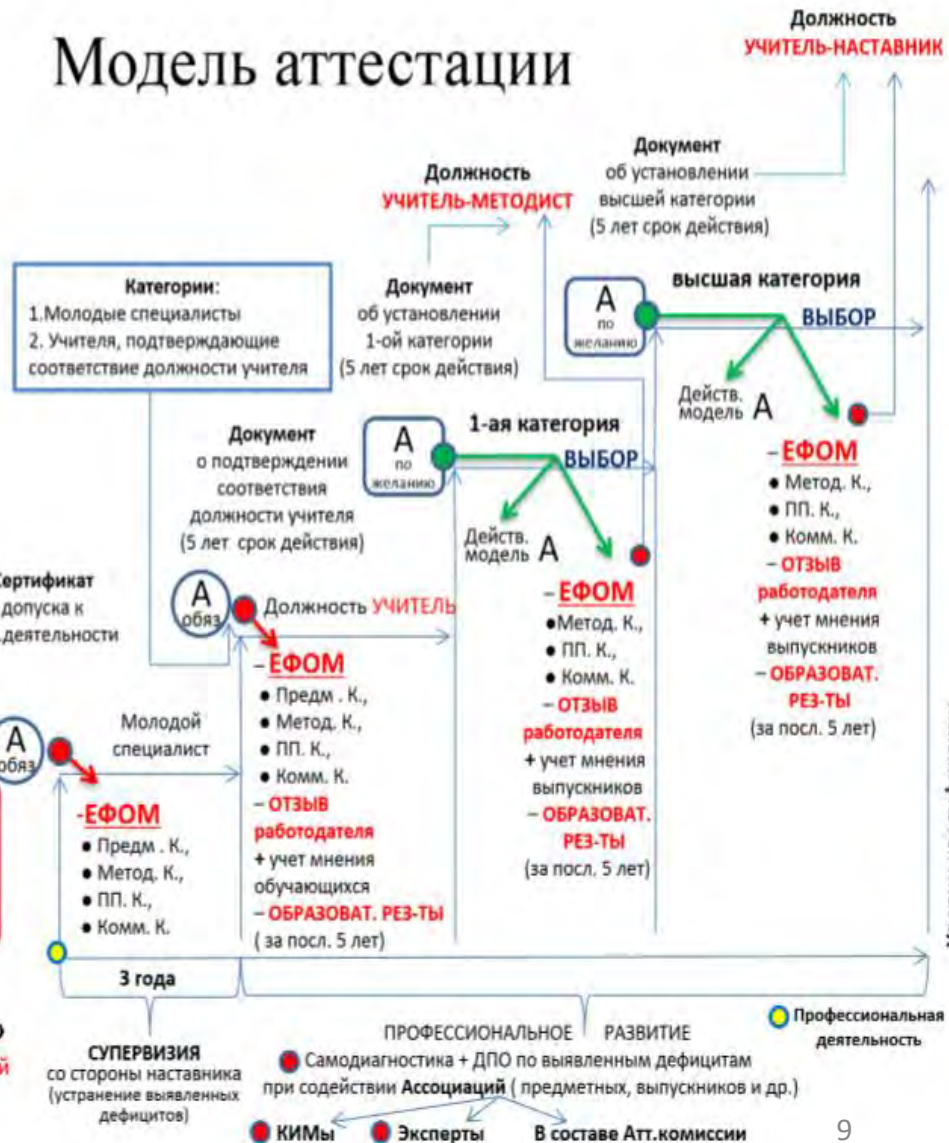 Модель аттестации
Должность
УЧИТЕЛЬ-НАСТАВНИК
Документ
об установлении
высшей категории
(5 лет срок действия)
Должность
УЧИТЕЛЬ-МЕТОДИСТ
Категории:
1.Молодые специалисты
2. Учителя, подтверждающие
соответствие должности учителя
Документ
об установлении
1-ой категории
(5 лет срок действия)
высшая категория
А
по
желанию
ВЫБОР
Действ.
модель А
– ЕФОМ
• Метод. К.,
• ПП. К.,
• Комм. К.
– ОТЗЫВ
работодателя
+ учет мнения
выпускников
– ОБРАЗОВАТ.
РЕЗ-ТЫ
(за посл. 5 лет)
Документ
о подтверждении
соответствия
должности учителя
(5 лет срок действия)
1-ая категория
А
по
желанию
ВЫБОР
Действ.
модель А
– ЕФОМ
•Метод. К.,
• ПП. К.,
• Комм. К.
– ОТЗЫВ
работодателя
+ учет мнения
выпускников
– ОБРАЗОВАТ.
РЕЗ-ТЫ
(за посл. 5 лет)
допуска к
деятельности
А
обяз
Должность УЧИТЕЛЬ
– ЕФОМ
• Предм . К.,
• Метод. К.,
• ПП. К.,
• Комм. К.
– ОТЗЫВ
работодателя
+ учет мнения
обучающихся
– ОБРАЗОВАТ. РЕЗ-ТЫ
( за посл. 5 лет)
А
обяз
Молодой
специалист
-ЕФОМ
• Предм . К.,
• Метод. К.,
• ПП. К.,
• Комм. К.
3 года
СУПЕРВИЗИЯ
со стороны наставника
(устранение выявленных
дефицитов)
ПРОФЕССИОНАЛЬНОЕ РАЗВИТИЕ
Самодиагностика + ДПО по выявленным дефицитам
при содействии Ассоциаций ( предметных, выпускников и др.)
КИМы Эксперты В составе Атт.комиссии
Профессиональная
деятельность
9